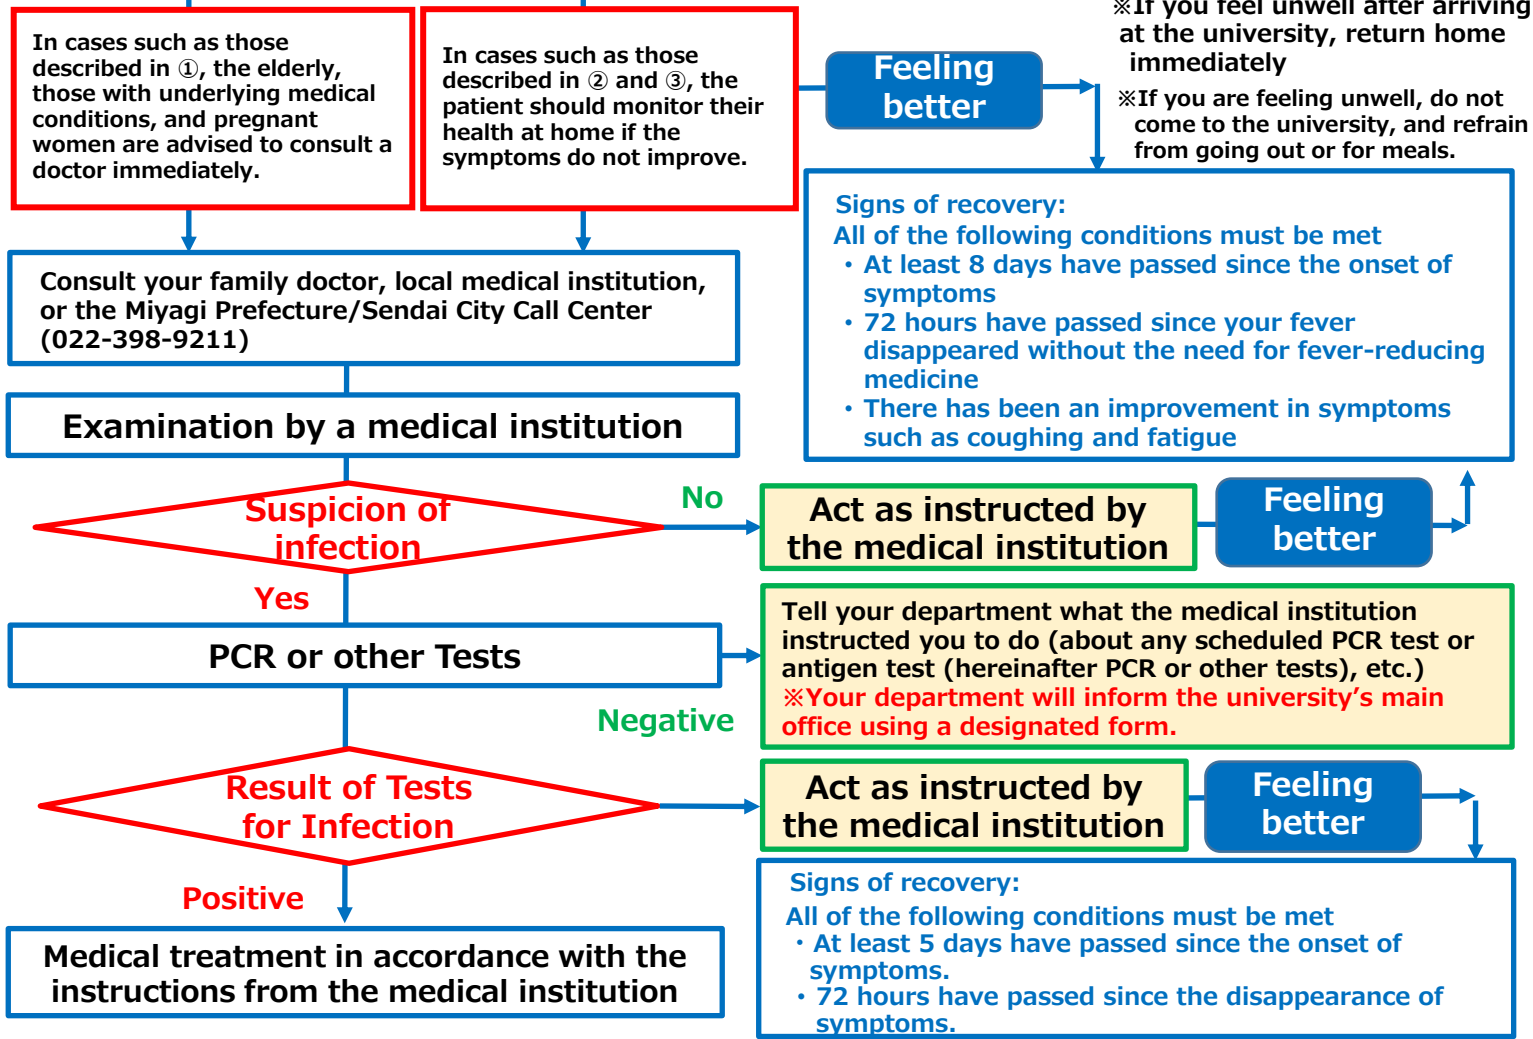 ※If you feel unwell after arriving
at the university, return home
immediately
※If you are feeling unwell, do not
come to the university, and refrain
from going out or for meals.
In cases such as those
described in ①, the elderly,
those with underlying medical
conditions, and pregnant
women are advised to consult a
doctor immediately.
In cases such as those
described in ② and ③, the
patient should monitor their
health at home if the
symptoms do not improve.
Feeling
better
Signs of recovery:
All of the following conditions must be met
・At least 8 days have passed since the onset of
symptoms
・72 hours have passed since your fever
disappeared without the need for fever-reducing
medicine
・There has been an improvement in symptoms
such as coughing and fatigue
Consult your family doctor, local medical institution,
or the Miyagi Prefecture/Sendai City Call Center
(022-398-9211)
Examination by a medical institution
Suspicion of
infection
No
Act as instructed by
the medical institution
Feeling
better
Yes
PCR or other Tests
Tell your department what the medical institution
instructed you to do (about any scheduled PCR test or
antigen test (hereinafter PCR or other tests), etc.)
※Your department will inform the university’s main
office using a designated form.
Negative
Result of Tests
for Infection
Act as instructed by
the medical institution
Feeling
better
Positive
Medical treatment in accordance with the
instructions from the medical institution
Signs of recovery:
All of the following conditions must be met
・At least 5 days have passed since the onset of
symptoms.
・72 hours have passed since the disappearance of
symptoms.